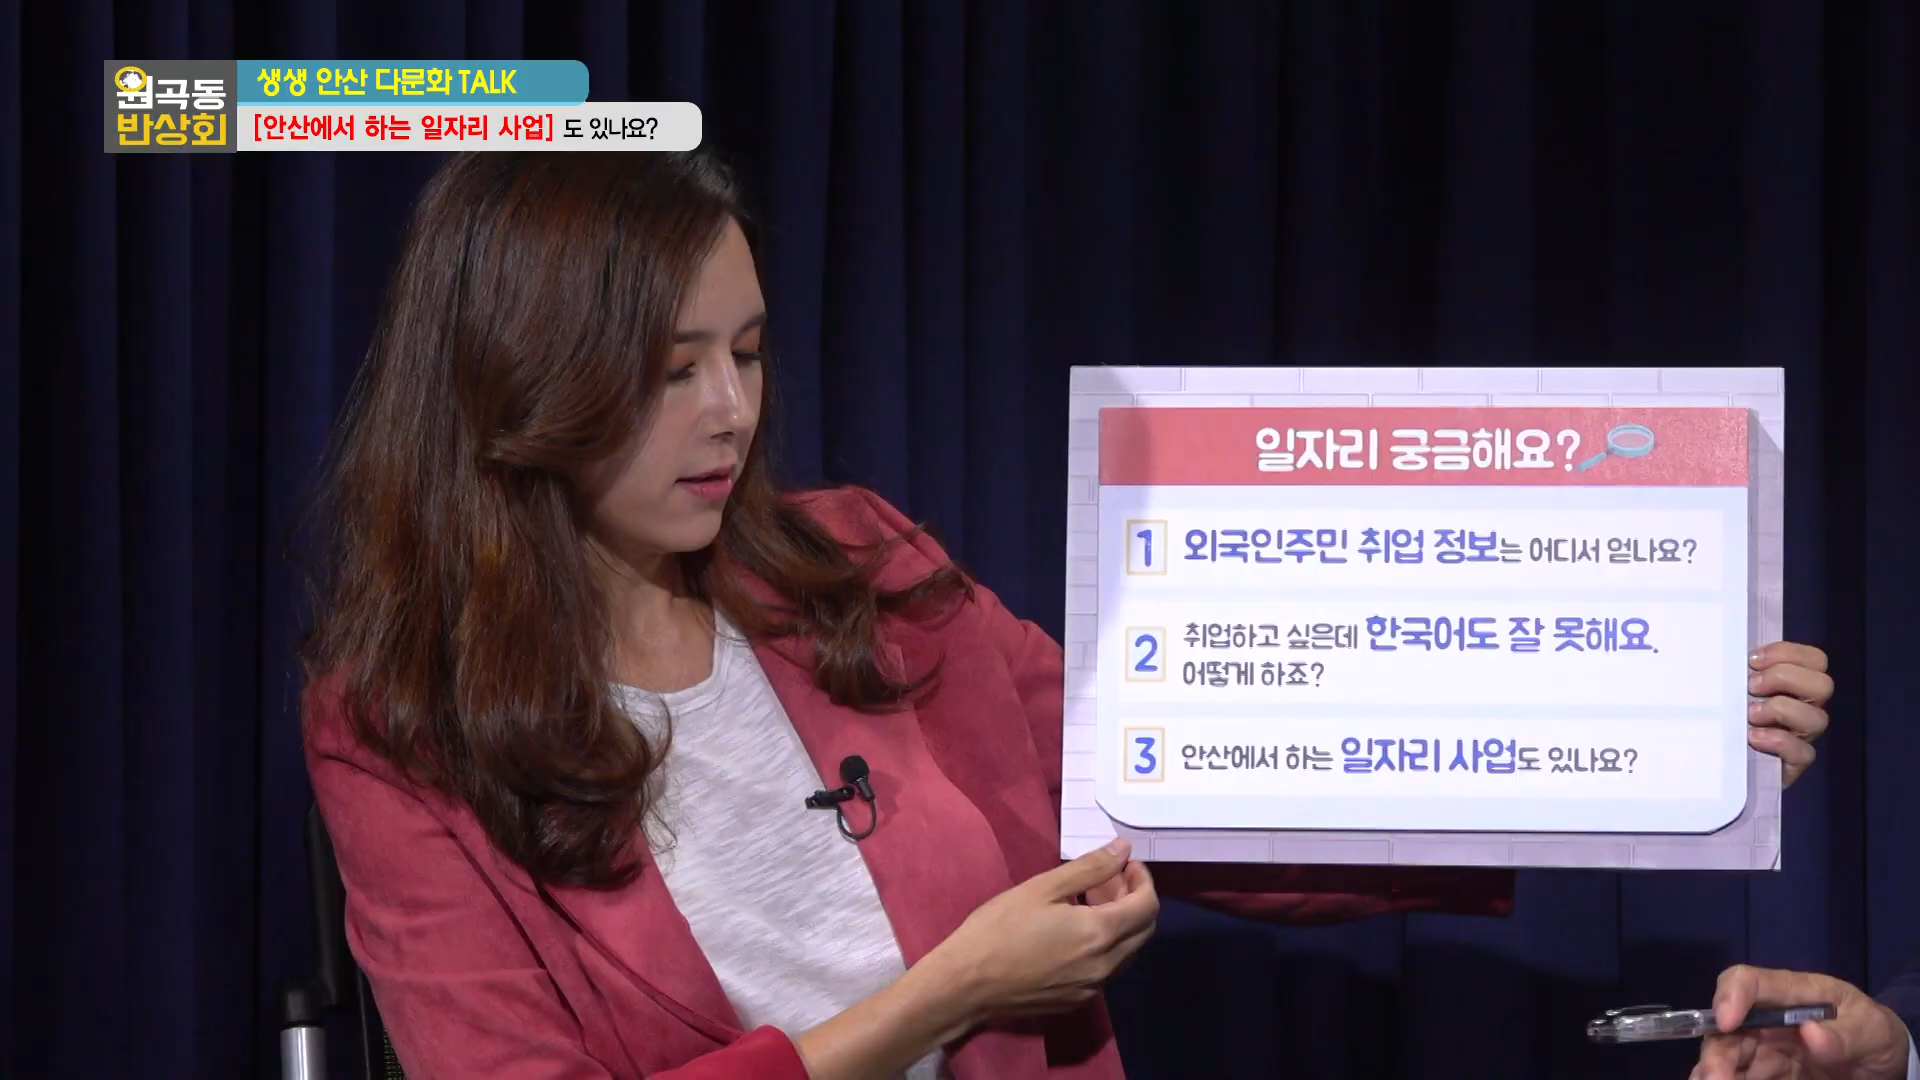 원곡동
반상회
생생 안산 다문화 TALK
[안산에서 하는 일자리 사업] 도 있나요?
일자리 궁금해요?
1 외국인주민 취업 정보는 어디서 얻나요?
2 취업하고 싶은데 한국어도 잘 못해요.
어떻게 하죠?
3 안산에서 하는 일자리 사업도 있나요?